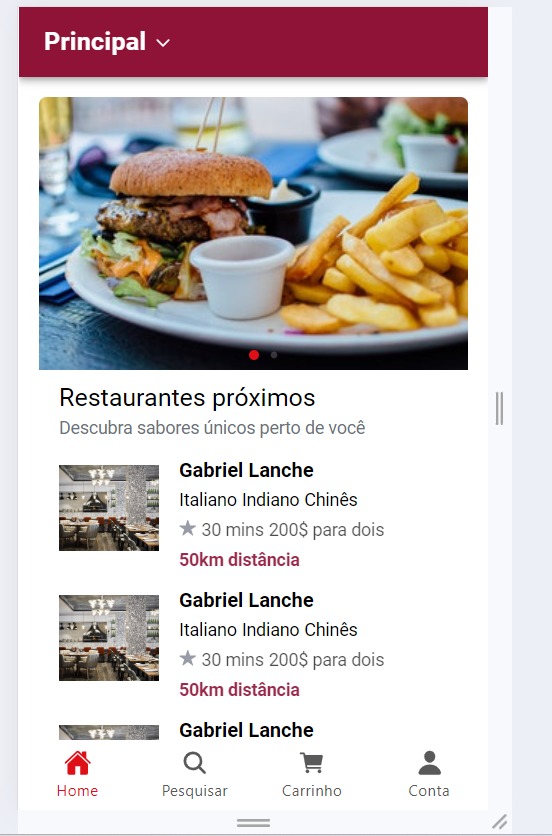 Principal
Restaurantes próximos
Descubra sabores únicos perto de você
Gabriel Lanche
Italiano Indiano Chinês
30 mins 200$ para dois
50km distância
Gabriel Lanche
Italiano Indiano Chinês
30 mins 200$ para dois
50km distância
Gabriel Lanche
Home Pesquisar Carrinho Conta